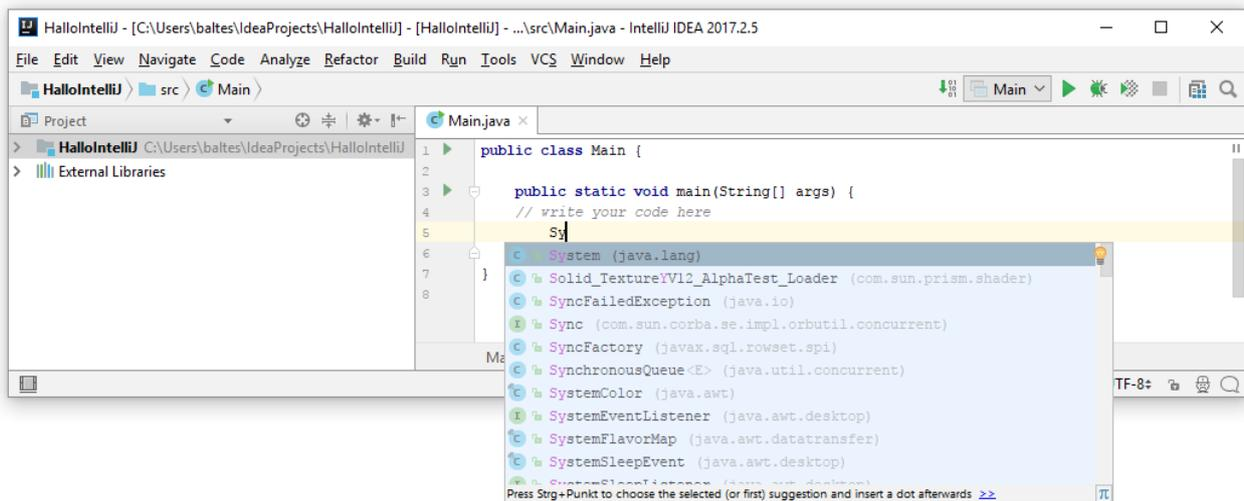 HalloIntelliJ - [C:\Users\baltes\IdeaProjects\HalloIntelliJ] - [HalloIntelliJ] - ...\src\Main.java - IntelliJ IDEA 2017.2.5
File Edit View Navigate Code Analyze Refactor Build Run Tools VCS Window Help
HalloIntelliJ src Main Main
Project Main.java
HalloIntelliJ C:\Users\baltes\IdeaProjects\HalloIntelliJ
External Libraries
1 public class Main {
2
3 public static void main(String[] args) {
4 // write your code here
5 Sy
6
7 }
8
System (java.lang)
Solid_TextureYV12_AlphaTest_Loader (com.sun.prism.shader)
SyncFailedException (java.io)
Sync (com.sun.corba.se.impl.orbutil.concurrent)
SyncFactory (javax.sql.rowset.spi)
SynchronousQueue<E> (java.util.concurrent)
SystemColor (java.awt)
SystemEventListener (java.awt.desktop)
SystemFlavorMap (java.awt.datatransfer)
SystemSleepEvent (java.awt.desktop)
SystemSleepListener (java.awt.desktop)
Press Strg+Punkt to choose the selected (or first) suggestion and insert a dot afterwards >> π
Ma
TF-8